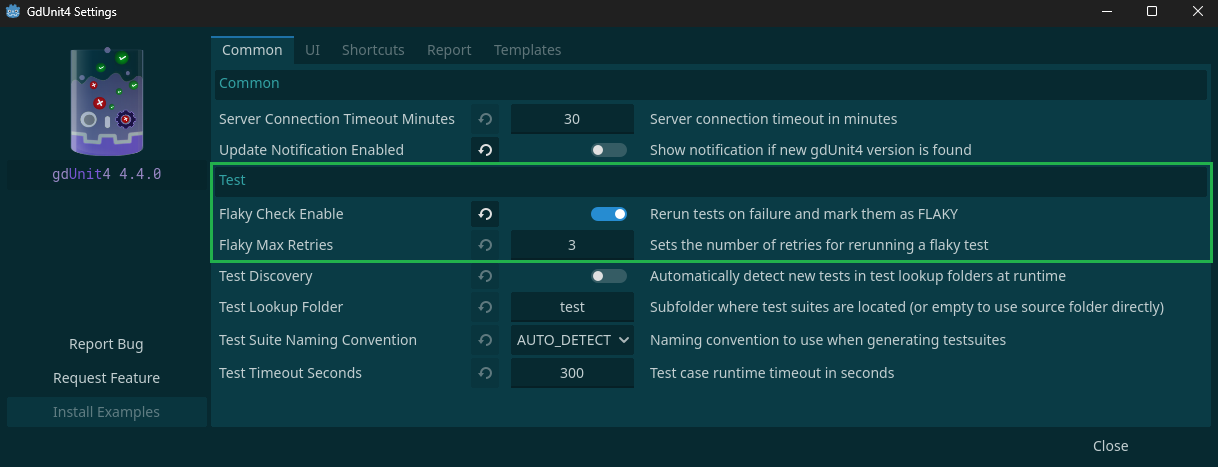 GdUnit4 Settings
Common UI Shortcuts Report Templates
Common
Server Connection Timeout Minutes 30 Server connection timeout in minutes
Update Notification Enabled Show notification if new gdUnit4 version is found
gdUnit4 4.4.0
Test
Flaky Check Enable Rerun tests on failure and mark them as FLAKY
Flaky Max Retries 3 Sets the number of retries for rerunning a flaky test
Test Discovery Automatically detect new tests in test lookup folders at runtime
Test Lookup Folder test Subfolder where test suites are located (or empty to use source folder directly)
Test Suite Naming Convention AUTO_DETECT Naming convention to use when generating testsuites
Test Timeout Seconds 300 Test case runtime timeout in seconds
Report Bug
Request Feature
Install Examples
Close